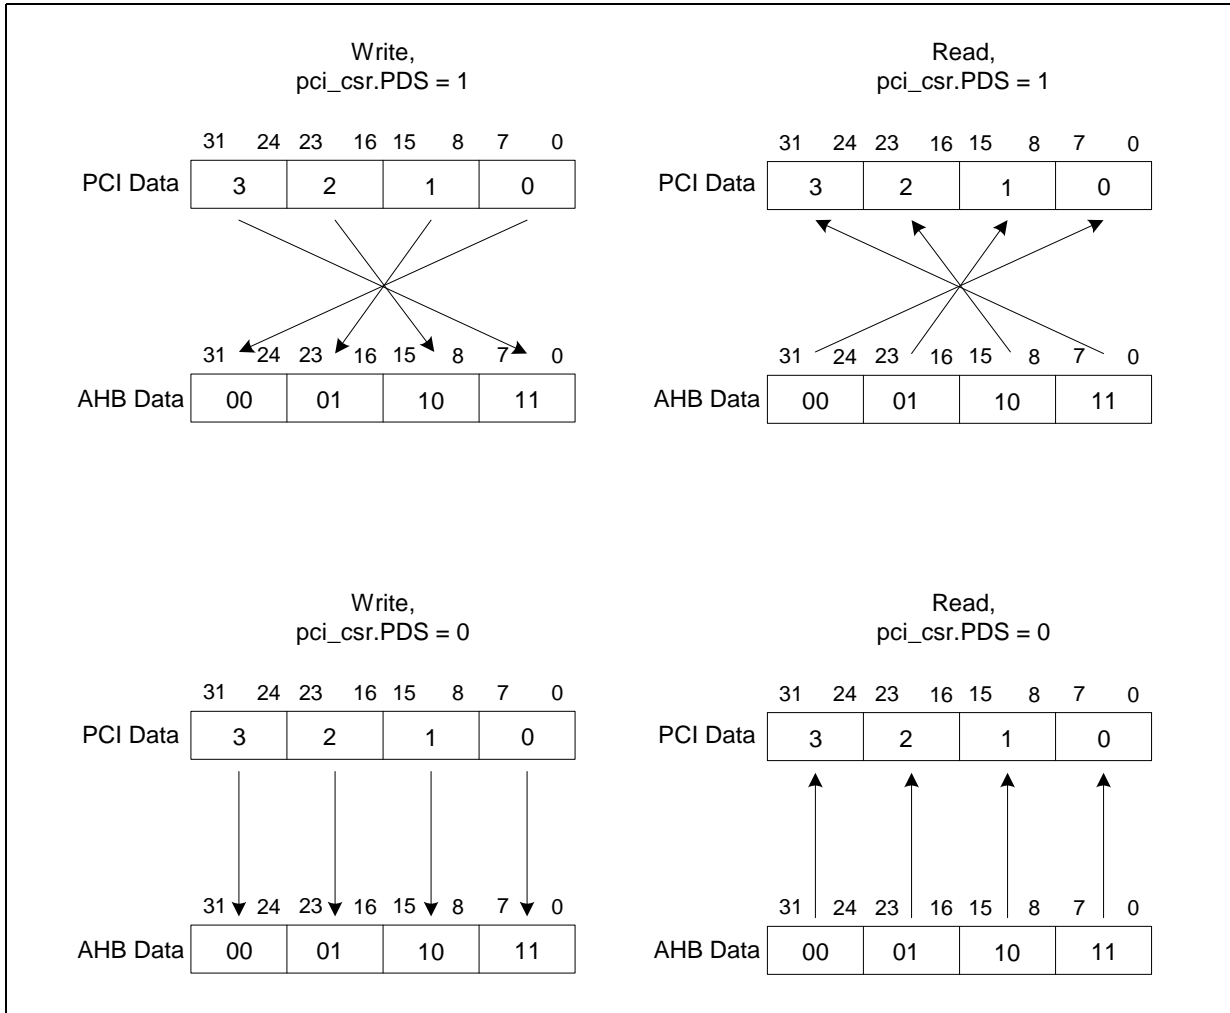 Write,
pci_csr.PDS = 1
31 24 23 16 15 8 7 0
PCI Data 3 2 1 0
31 24 23 16 15 8 7 0
AHB Data 00 01 10 11
Read,
pci_csr.PDS = 1
31 24 23 16 15 8 7 0
PCI Data 3 2 1 0
31 24 23 16 15 8 7 0
AHB Data 00 01 10 11
Write,
pci_csr.PDS = 0
31 24 23 16 15 8 7 0
PCI Data 3 2 1 0
31 24 23 16 15 8 7 0
AHB Data 00 01 10 11
Read,
pci_csr.PDS = 0
31 24 23 16 15 8 7 0
PCI Data 3 2 1 0
31 24 23 16 15 8 7 0
AHB Data 00 01 10 11